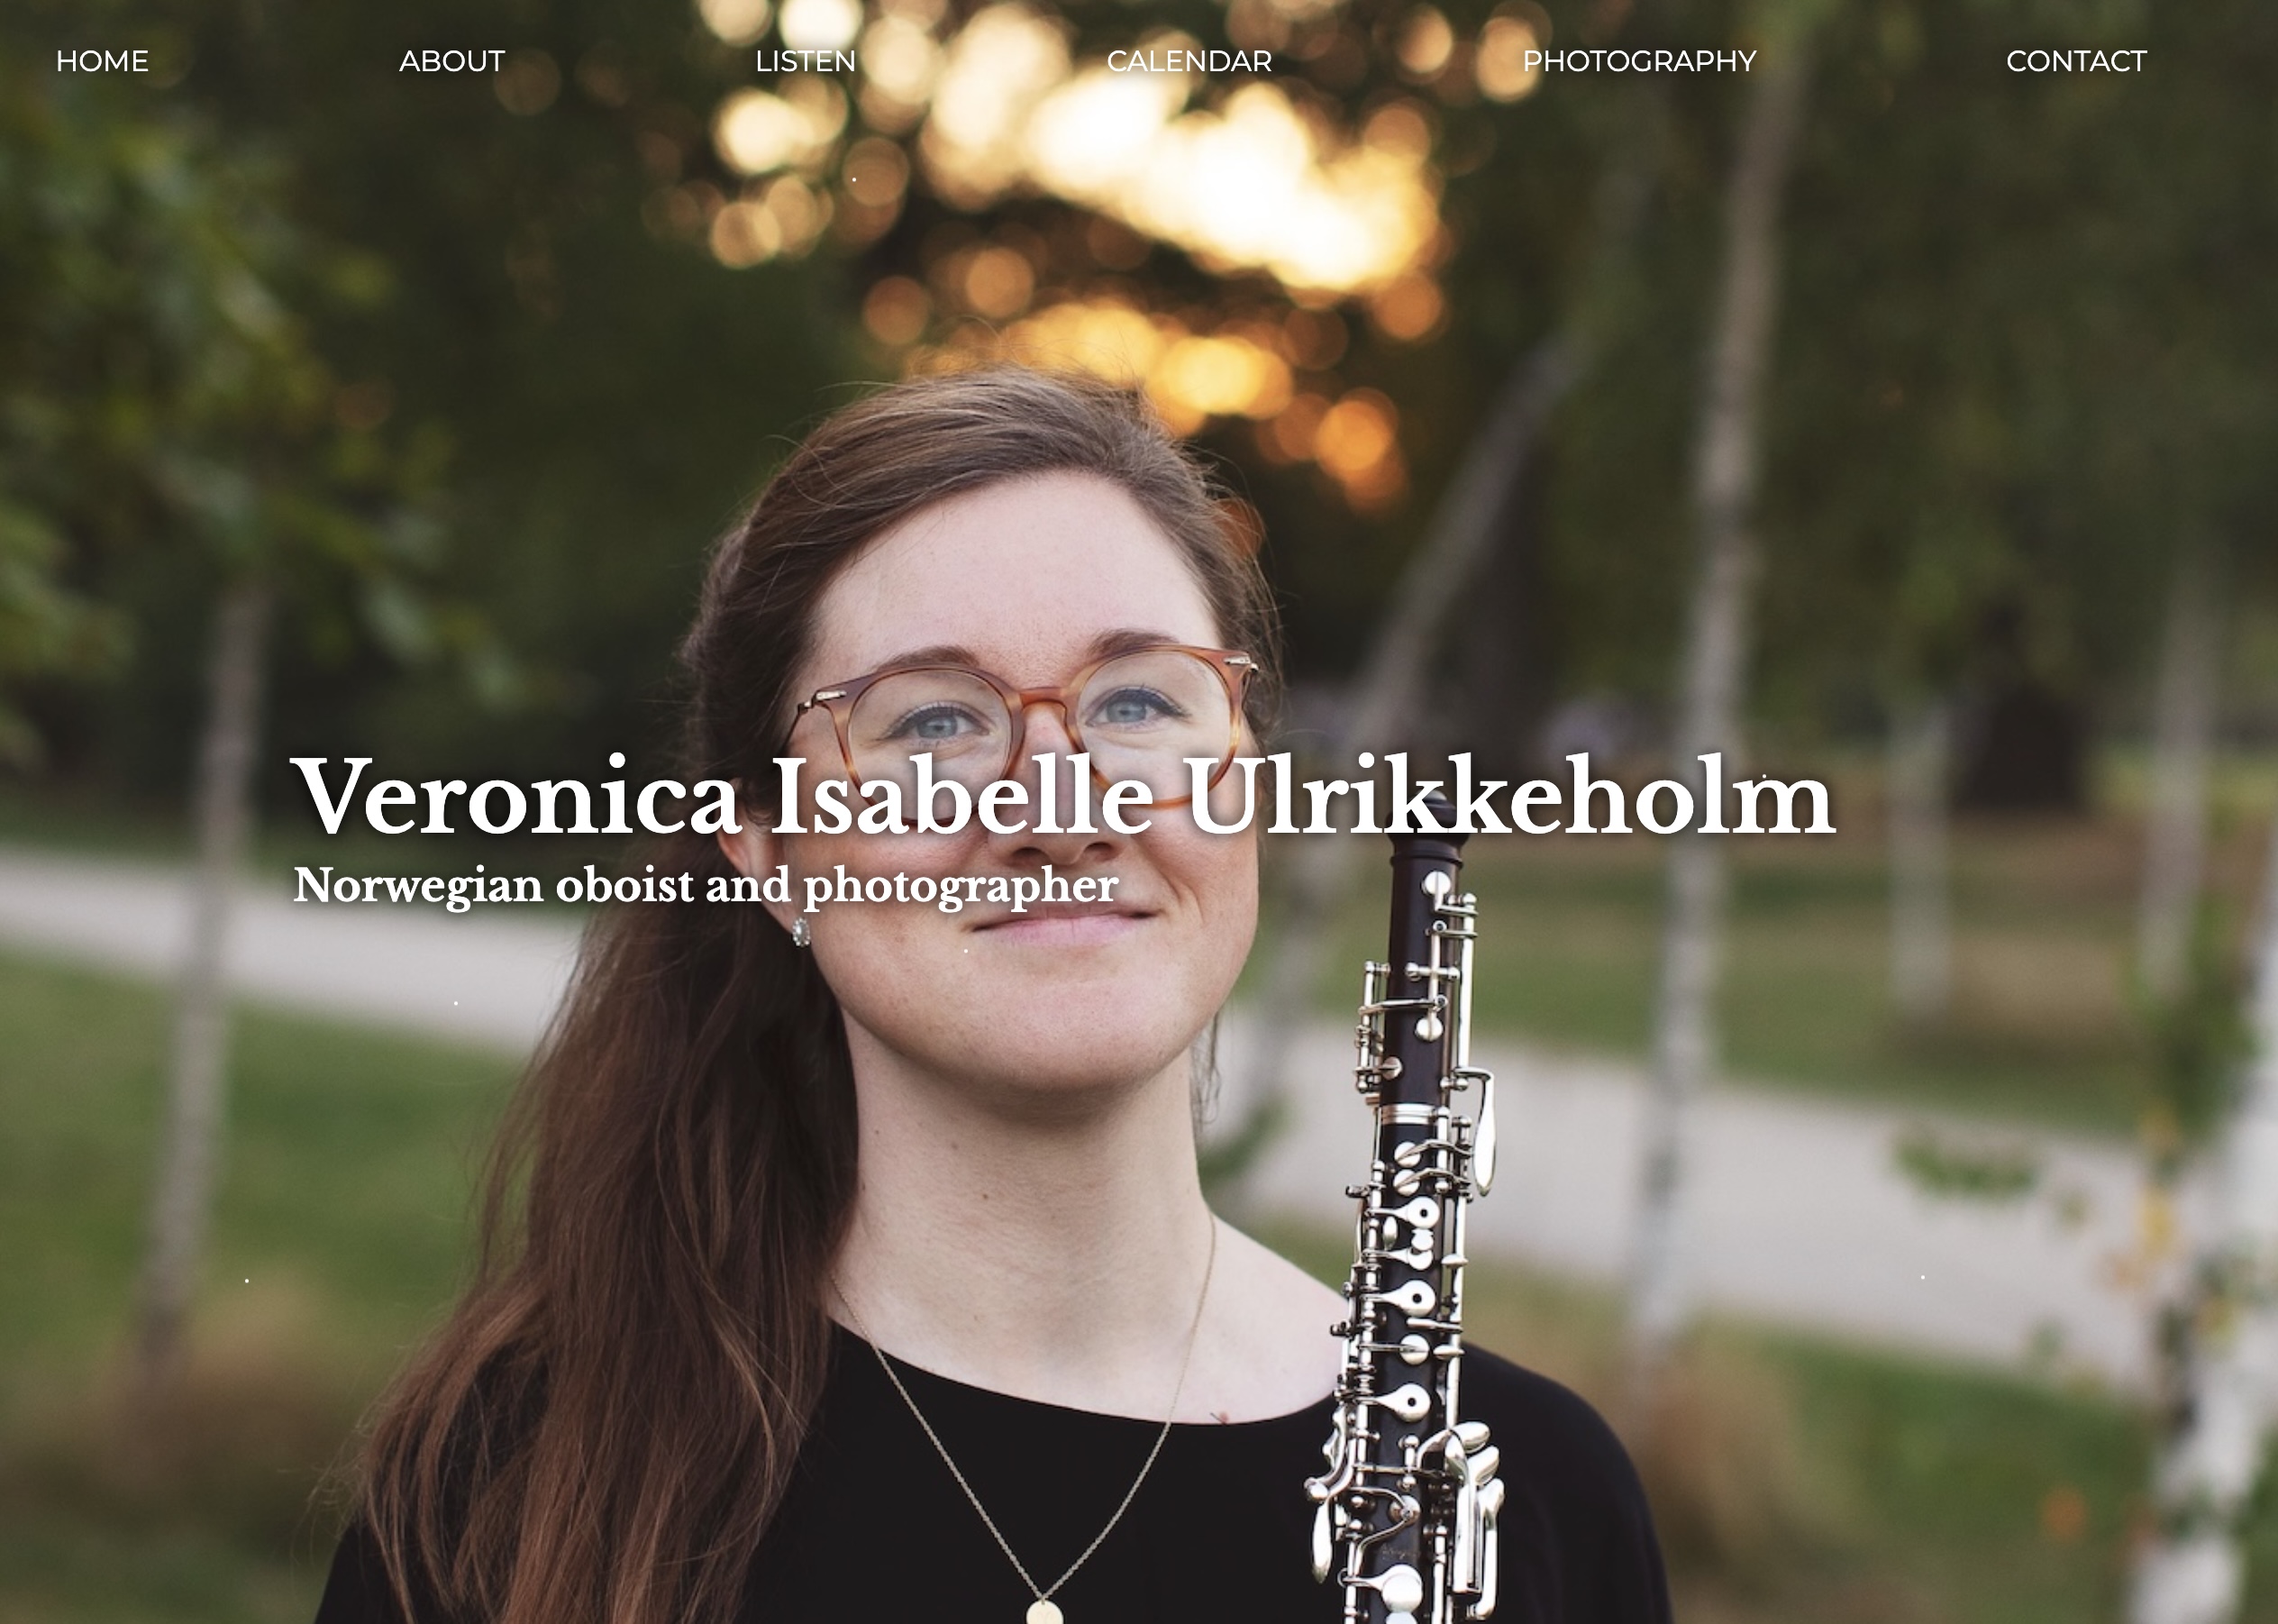 HOME ABOUT LISTEN CALENDAR PHOTOGRAPHY CONTACT
Veronica Isabelle Ulrikkeholm
Norwegian oboist and photographer